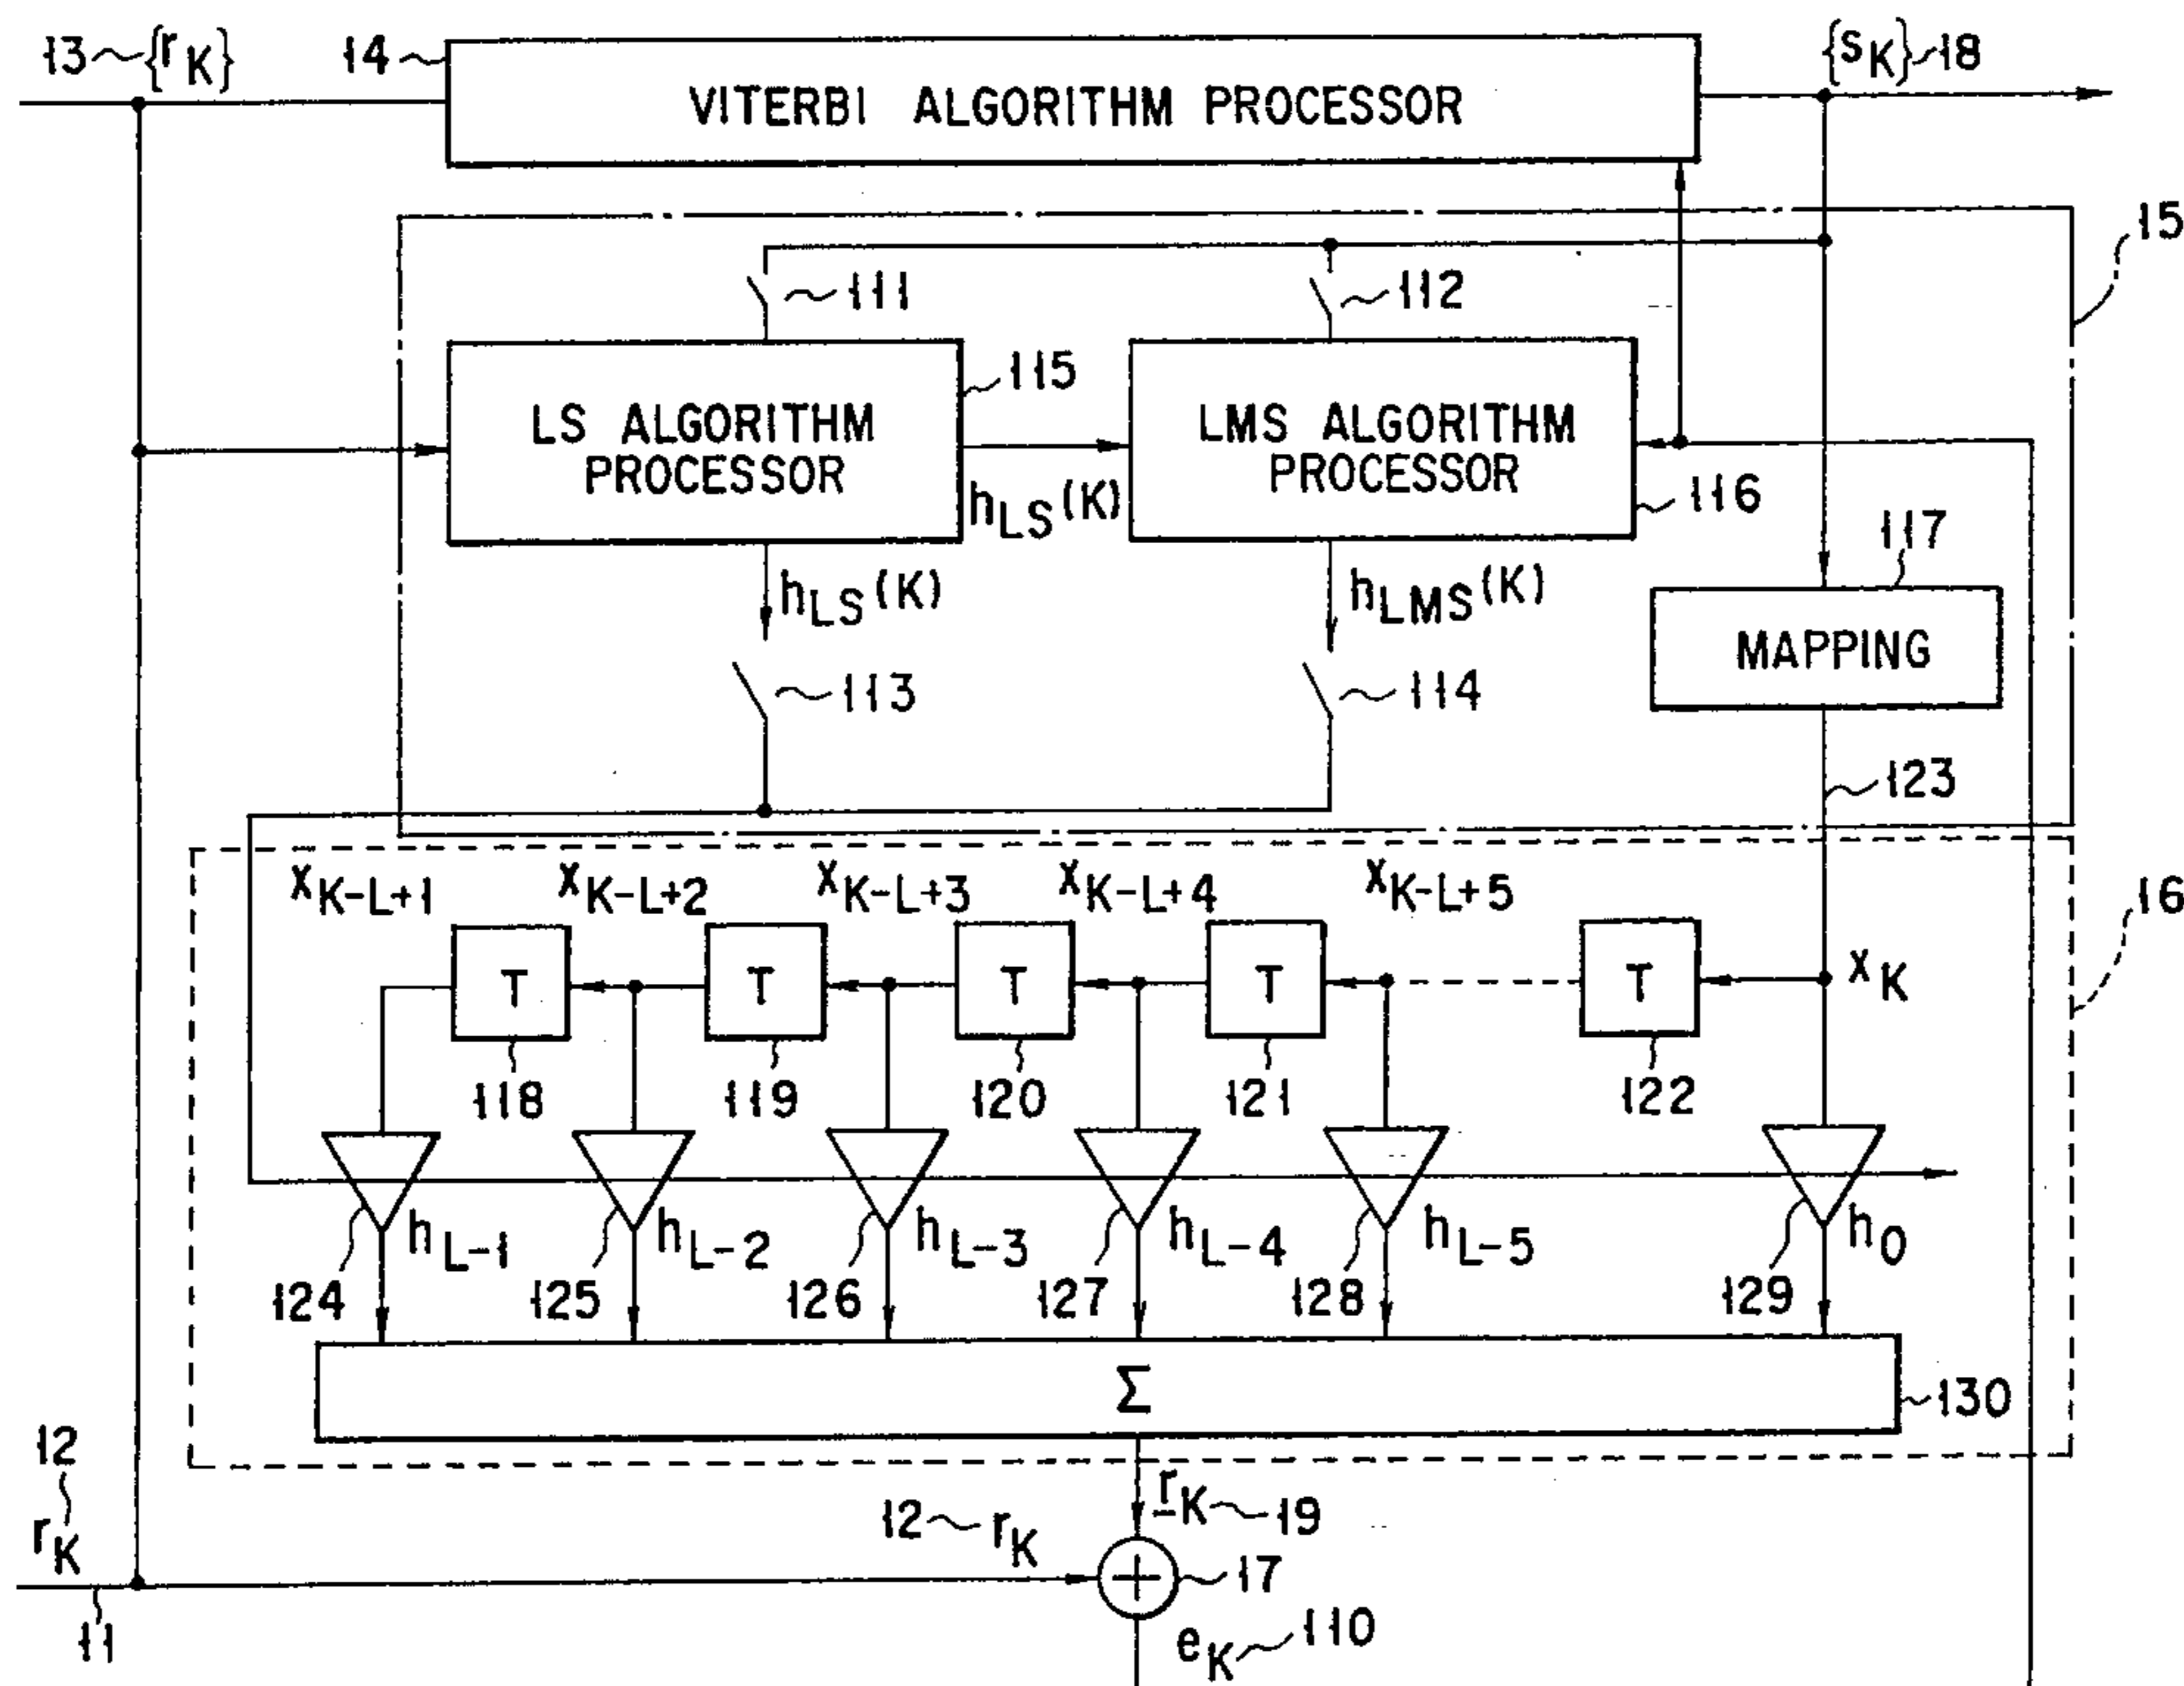 13 {rK} 14 {sK} 18
VITERBI ALGORITHM PROCESSOR
15
111 112
115
LS ALGORITHM
PROCESSOR
LMS ALGORITHM
PROCESSOR
hLS(K) 116
117
hLS(K) hLMS(K)
MAPPING
113 114
123
xK-L+1 xK-L+2 xK-L+3 xK-L+4 xK-L+5 16
T T T T T xK
118 119 120 121 122
hL-1 hL-2 hL-3 hL-4 hL-5 h0
124 125 126 127 128 129
Σ 130
12 rK 12 rK rK 19
17
11 eK 110